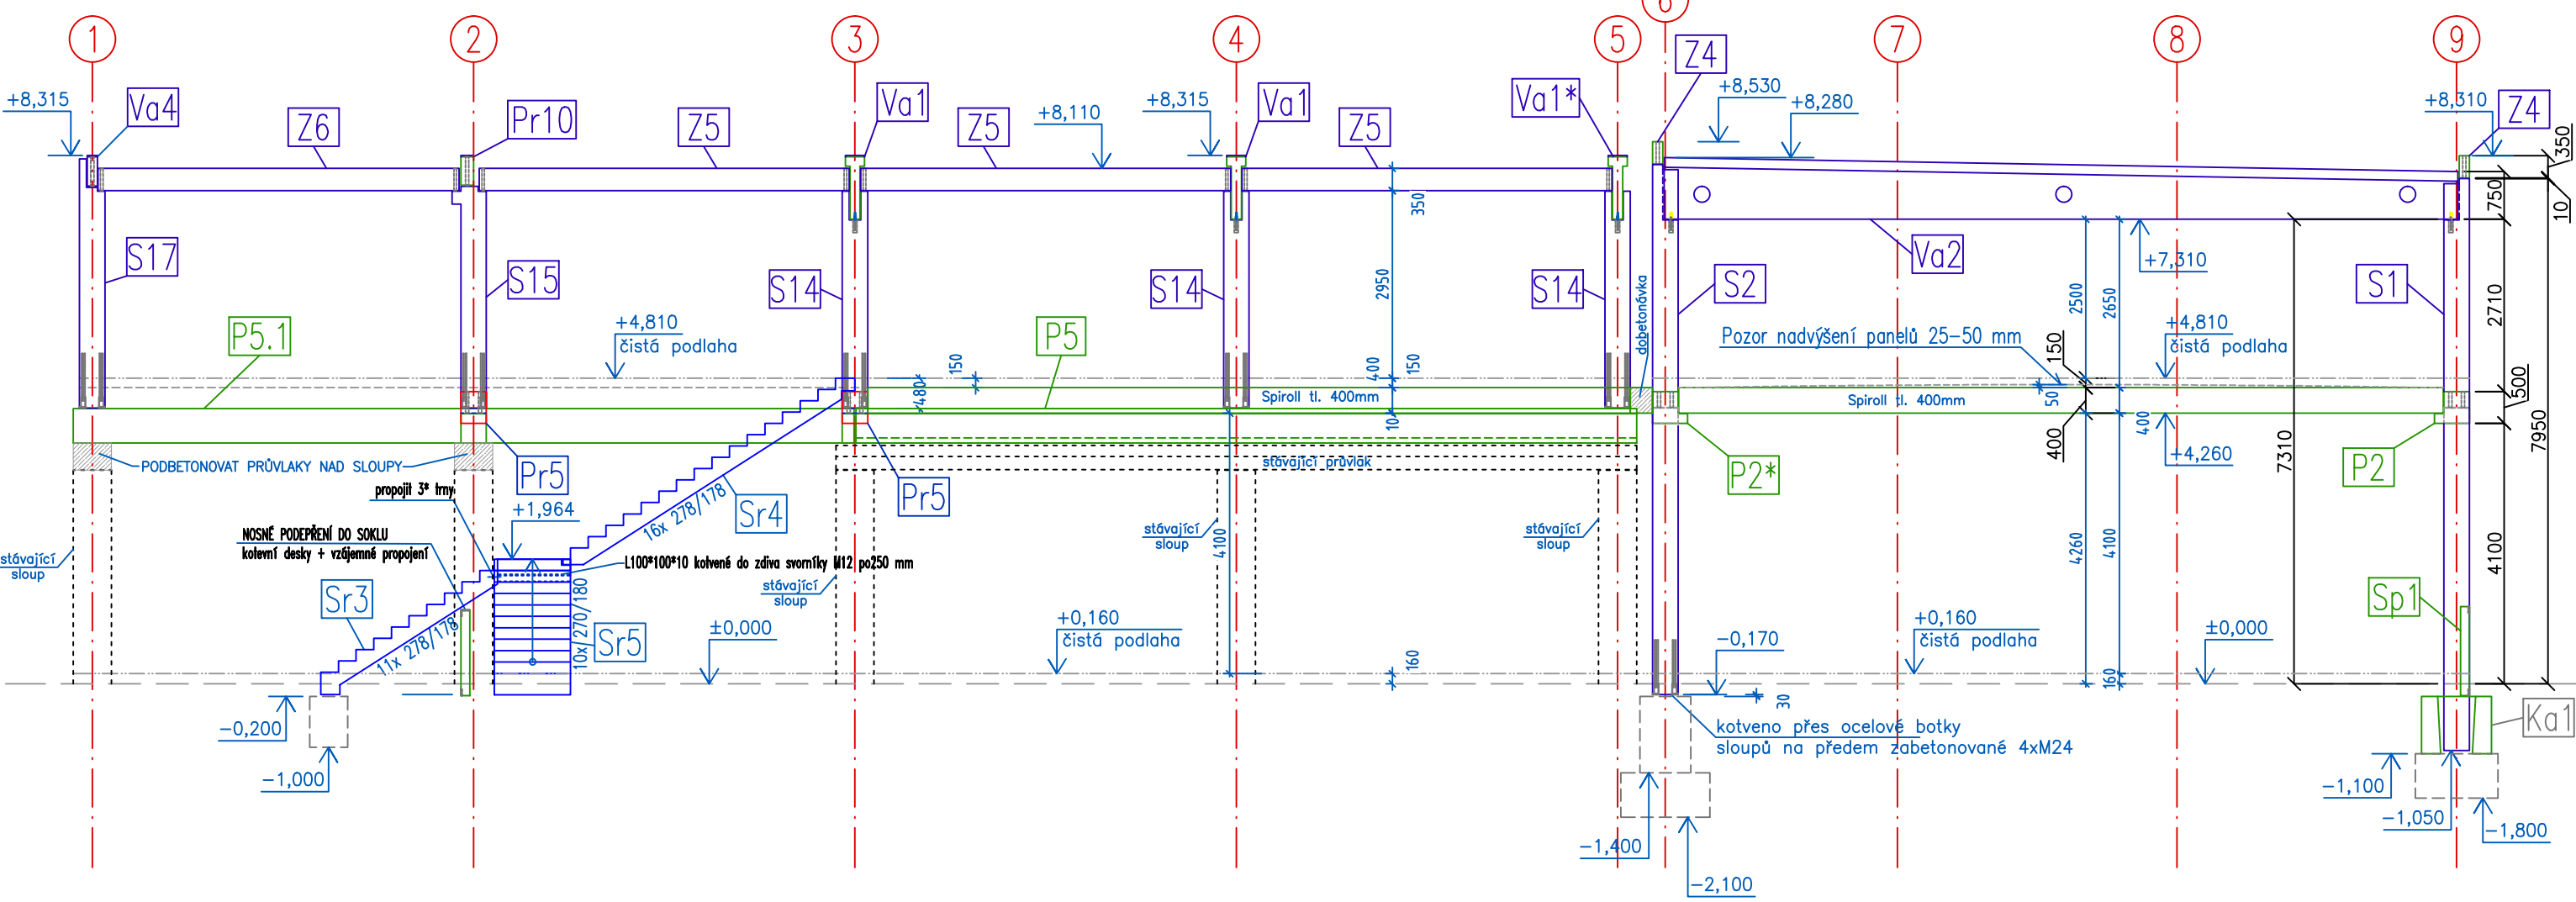 1
2
3
4
5
6
7
8
9
+8,315
Va4
Z6
Pr10
Z5
Va1
Z5
+8,110
+8,315
Va1
Z5
Va1*
Z4
+8,530
+8,280
+8,310
Z4
350
750
10
S17
S15
S14
S14
S14
S2
Va2
S1
350
2950
2500
2650
+7,310
2710
dobetonávka
P5.1
+4,810
čistá podlaha
P5
Pozor nadvýšení panelů 25-50 mm
150
+4,810
čistá podlaha
150
480
400
150
10
Spiroll tl. 400mm
Spiroll tl. 400mm
50
400
400
500
7950
7310
+4,260
PODBETONOVAT PRŮVLAKY NAD SLOUPY
Pr5
Pr5
stávající průvlak
P2*
P2
propojit 3* trny
+1,964
16x 278/178
Sr4
NOSNÉ PODEPŘENÍ DO SOKLU
kotevní desky + vzájemné propojení
L100*100*10 kotvené do zdiva svorníky M12 po250 mm
stávající
sloup
stávající
sloup
stávající
sloup
stávající
sloup
4100
4260
4100
4100
Sr3
11x 278/178
10x/270/180
Sr5
±0,000
+0,160
čistá podlaha
160
-0,170
+0,160
čistá podlaha
160
±0,000
Sp1
Ka1
-0,200
-1,000
30
kotveno přes ocelové botky
sloupů na předem zabetonované 4xM24
-1,400
-2,100
-1,100
-1,050
-1,800